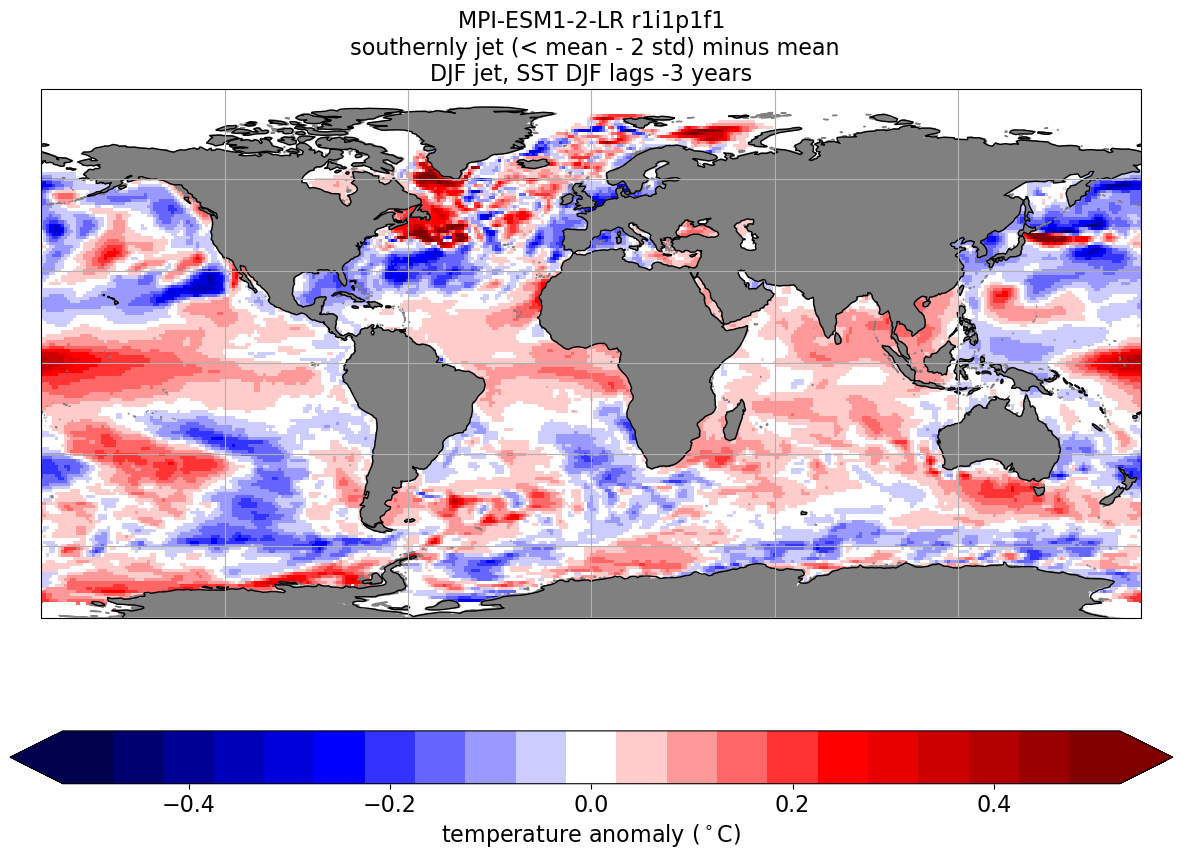 MPI-ESM1-2-LR r1i1p1f1
southernly jet (< mean - 2 std) minus mean
DJF jet, SST DJF lags -3 years
−0.4 −0.2 0.0 0.2 0.4
temperature anomaly (°C)